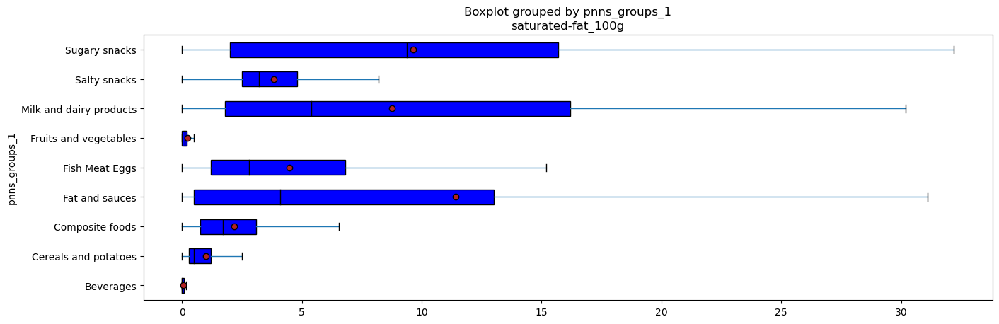 Boxplot grouped by pnns_groups_1
saturated-fat_100g
pnns_groups_1
Sugary snacks
Salty snacks
Milk and dairy products
Fruits and vegetables
Fish Meat Eggs
Fat and sauces
Composite foods
Cereals and potatoes
Beverages
0 5 10 15 20 25 30